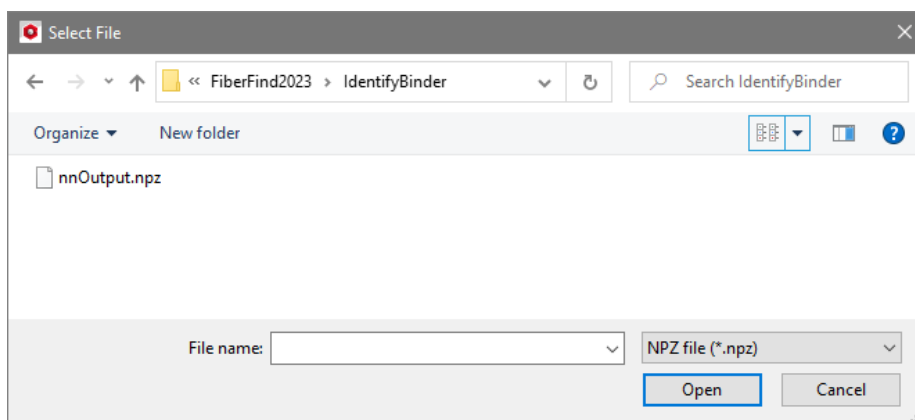 Select File
« FiberFind2023 › IdentifyBinder
Search IdentifyBinder
Organize
New folder
nnOutput.npz
File name:
NPZ file (*.npz)
Open
Cancel